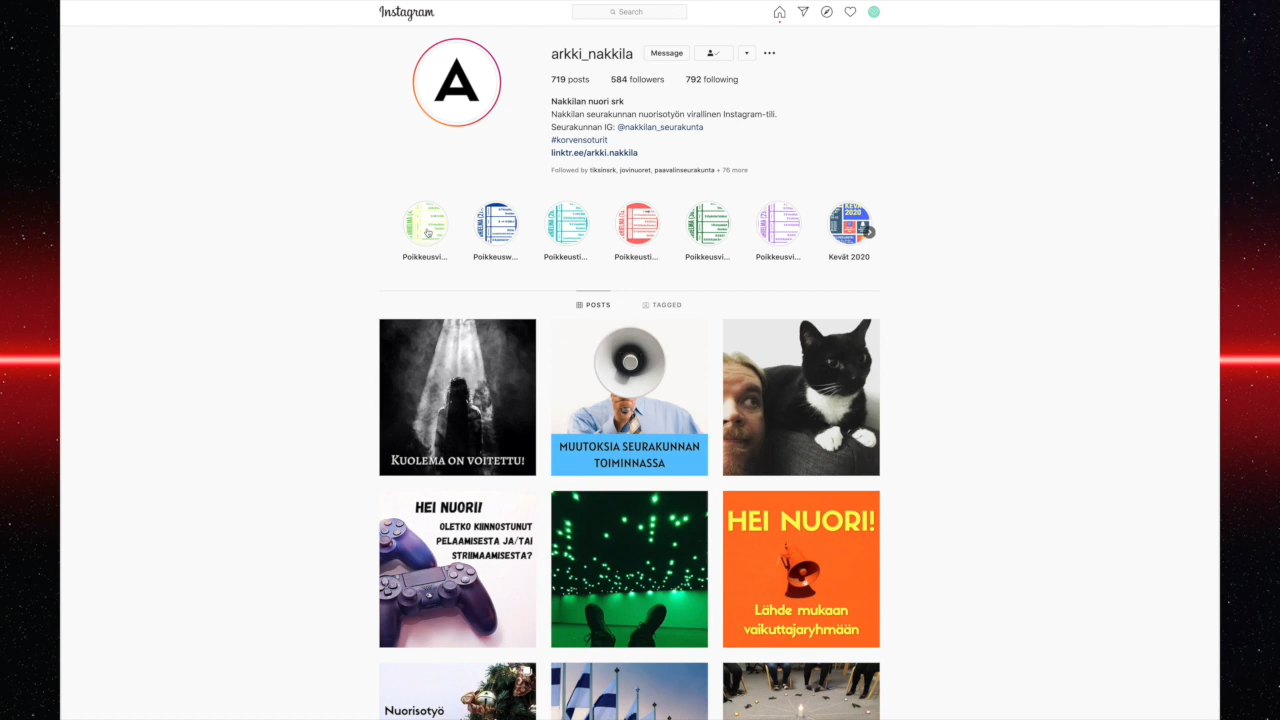 Instagram
Search
arkki_nakkila
Message
719 posts 584 followers 792 following
Nakkilan nuori srk
Nakkilan seurakunnan nuorisotyön virallinen Instagram-tili.
Seurakunnan IG: @nakkilan_seurakunta
#korvensoturit
linktr.ee/arkki.nakkila
Followed by tiksinsrk, jovinuoret, paavalinseurakunta + 76 more
Poikkeusvi... Poikkeusw... Poikkeusti... Poikkeusti... Poikkeusvi... Poikkeusvi... Kevät 2020
POSTS TAGGED
A
KUOLEMA ON VOITETTU!
MUUTOKSIA SEURAKUNNAN
TOIMINNASSA
HEI NUORI!
OLETKO KIINNOSTUNUT
PELAAMISESTA JA/TAI
STRIIMAAMISESTA?
HEI NUORI!
Lähde mukaan
vaikuttajaryhmään
Nuorisotyö